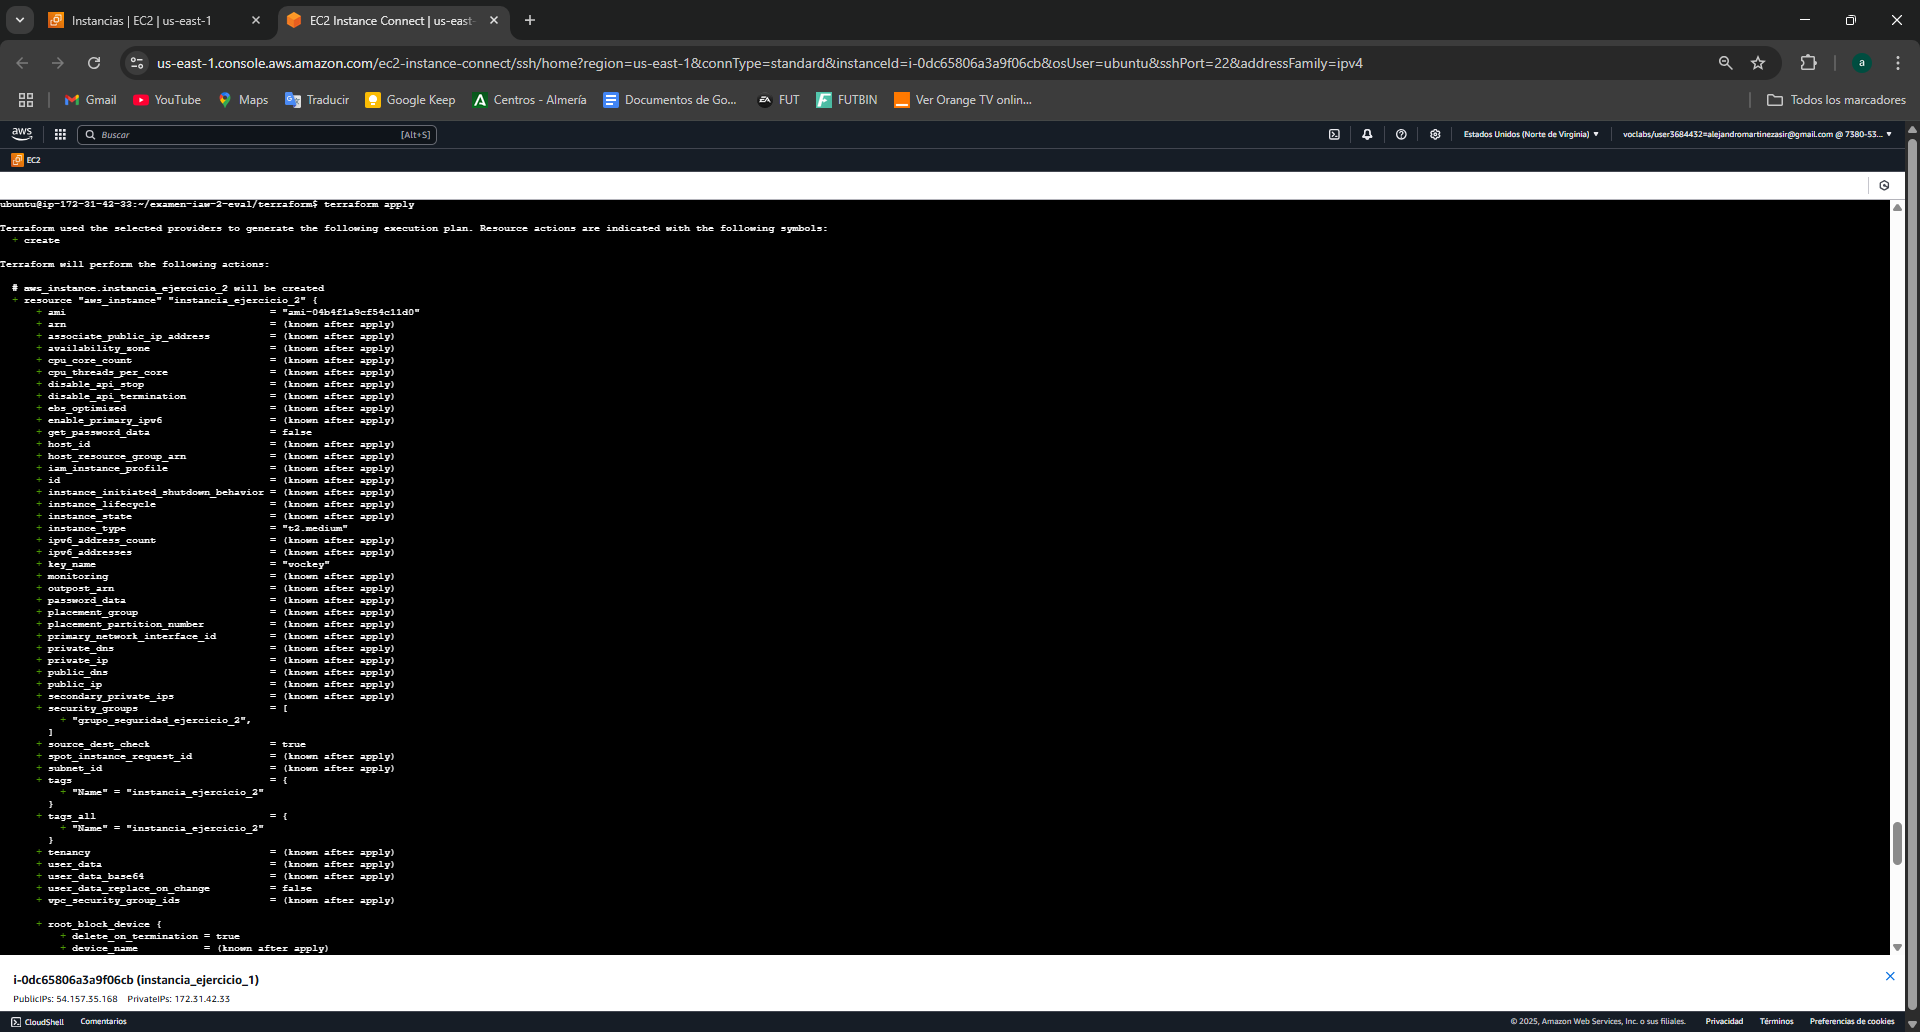 Instancias | EC2 | us-east-1
EC2 Instance Connect | us-east-
us-east-1.console.aws.amazon.com/ec2-instance-connect/ssh/home?region=us-east-1&connType=standard&instanceId=i-0dc65806a3a9f06cb&osUser=ubuntu&sshPort=22&addressFamily=ipv4
a
Gmail YouTube Maps Traducir Google Keep Centros - Almería Documentos de Go... FUT FUTBIN Ver Orange TV onlin... Todos los marcadores
aws Buscar [Alt+S] Estados Unidos (Norte de Virginia) voclabs/user3684432=alejandromartinezasir@gmail.com @ 7380-53...
EC2
ubuntu@ip-172-31-42-33:~/examen-iaw-2-eval/terraform$ terraform apply
Terraform used the selected providers to generate the following execution plan. Resource actions are indicated with the following symbols:
+ create
Terraform will perform the following actions:
# aws_instance.instancia_ejercicio_2 will be created
+ resource "aws_instance" "instancia_ejercicio_2" {
+ ami = "ami-04b4f1a9cf54c11d0"
+ arn = (known after apply)
+ associate_public_ip_address = (known after apply)
+ availability_zone = (known after apply)
+ cpu_core_count = (known after apply)
+ cpu_threads_per_core = (known after apply)
+ disable_api_stop = (known after apply)
+ disable_api_termination = (known after apply)
+ ebs_optimized = (known after apply)
+ enable_primary_ipv6 = (known after apply)
+ get_password_data = false
+ host_id = (known after apply)
+ host_resource_group_arn = (known after apply)
+ iam_instance_profile = (known after apply)
+ id = (known after apply)
+ instance_initiated_shutdown_behavior = (known after apply)
+ instance_lifecycle = (known after apply)
+ instance_state = (known after apply)
+ instance_type = "t2.medium"
+ ipv6_address_count = (known after apply)
+ ipv6_addresses = (known after apply)
+ key_name = "vockey"
+ monitoring = (known after apply)
+ outpost_arn = (known after apply)
+ password_data = (known after apply)
+ placement_group = (known after apply)
+ placement_partition_number = (known after apply)
+ primary_network_interface_id = (known after apply)
+ private_dns = (known after apply)
+ private_ip = (known after apply)
+ public_dns = (known after apply)
+ public_ip = (known after apply)
+ secondary_private_ips = (known after apply)
+ security_groups = [
+ "grupo_seguridad_ejercicio_2",
]
+ source_dest_check = true
+ spot_instance_request_id = (known after apply)
+ subnet_id = (known after apply)
+ tags = {
+ "Name" = "instancia_ejercicio_2"
}
+ tags_all = {
+ "Name" = "instancia_ejercicio_2"
}
+ tenancy = (known after apply)
+ user_data = (known after apply)
+ user_data_base64 = (known after apply)
+ user_data_replace_on_change = false
+ vpc_security_group_ids = (known after apply)
+ root_block_device {
+ delete_on_termination = true
+ device_name = (known after apply)
i-0dc65806a3a9f06cb (instancia_ejercicio_1)
PublicIPs: 54.157.35.168 PrivateIPs: 172.31.42.33
CloudShell Comentarios © 2025, Amazon Web Services, Inc. o sus filiales. Privacidad Términos Preferencias de cookies